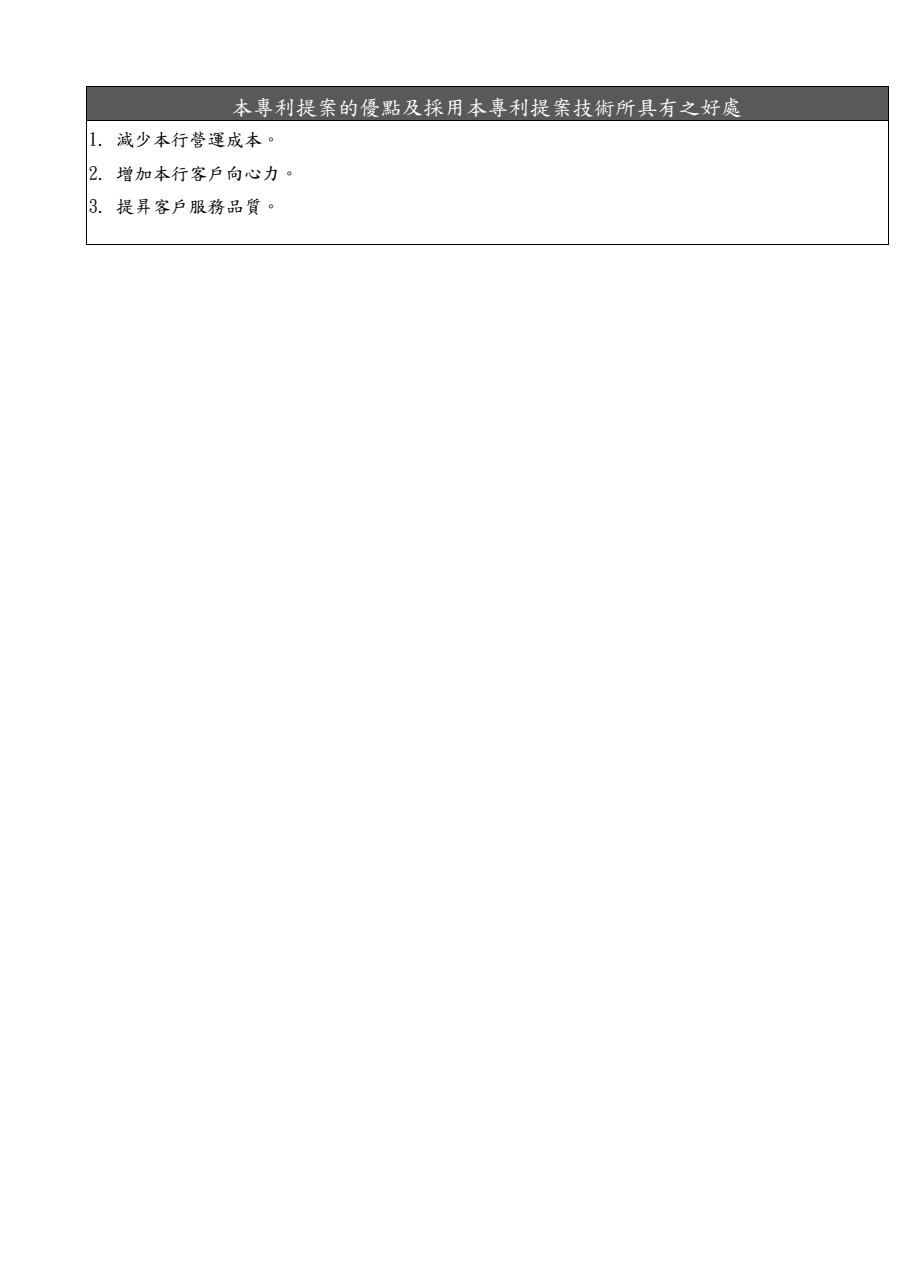 本專利提案的優點及採用本專利提案技術所具有之好處
1. 減少本行營運成本。
2. 增加本行客戶向心力。
3. 提昇客戶服務品質。